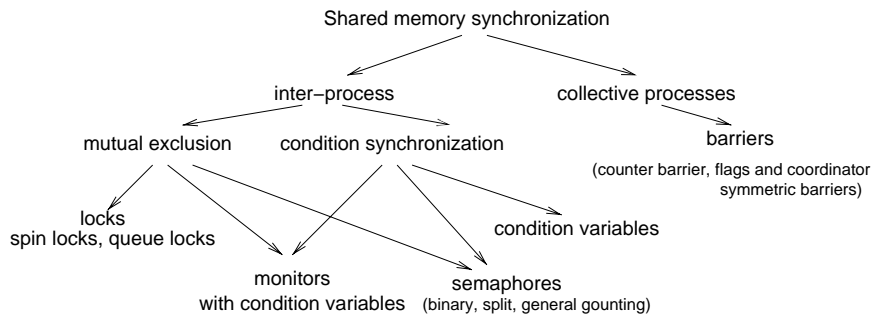 Shared memory synchronization
inter−process
collective processes
mutual exclusion
condition synchronization
barriers
(counter barrier, flags and coordinator
symmetric barriers)
locks
spin locks, queue locks
condition variables
monitors
with condition variables
semaphores
(binary, split, general gounting)